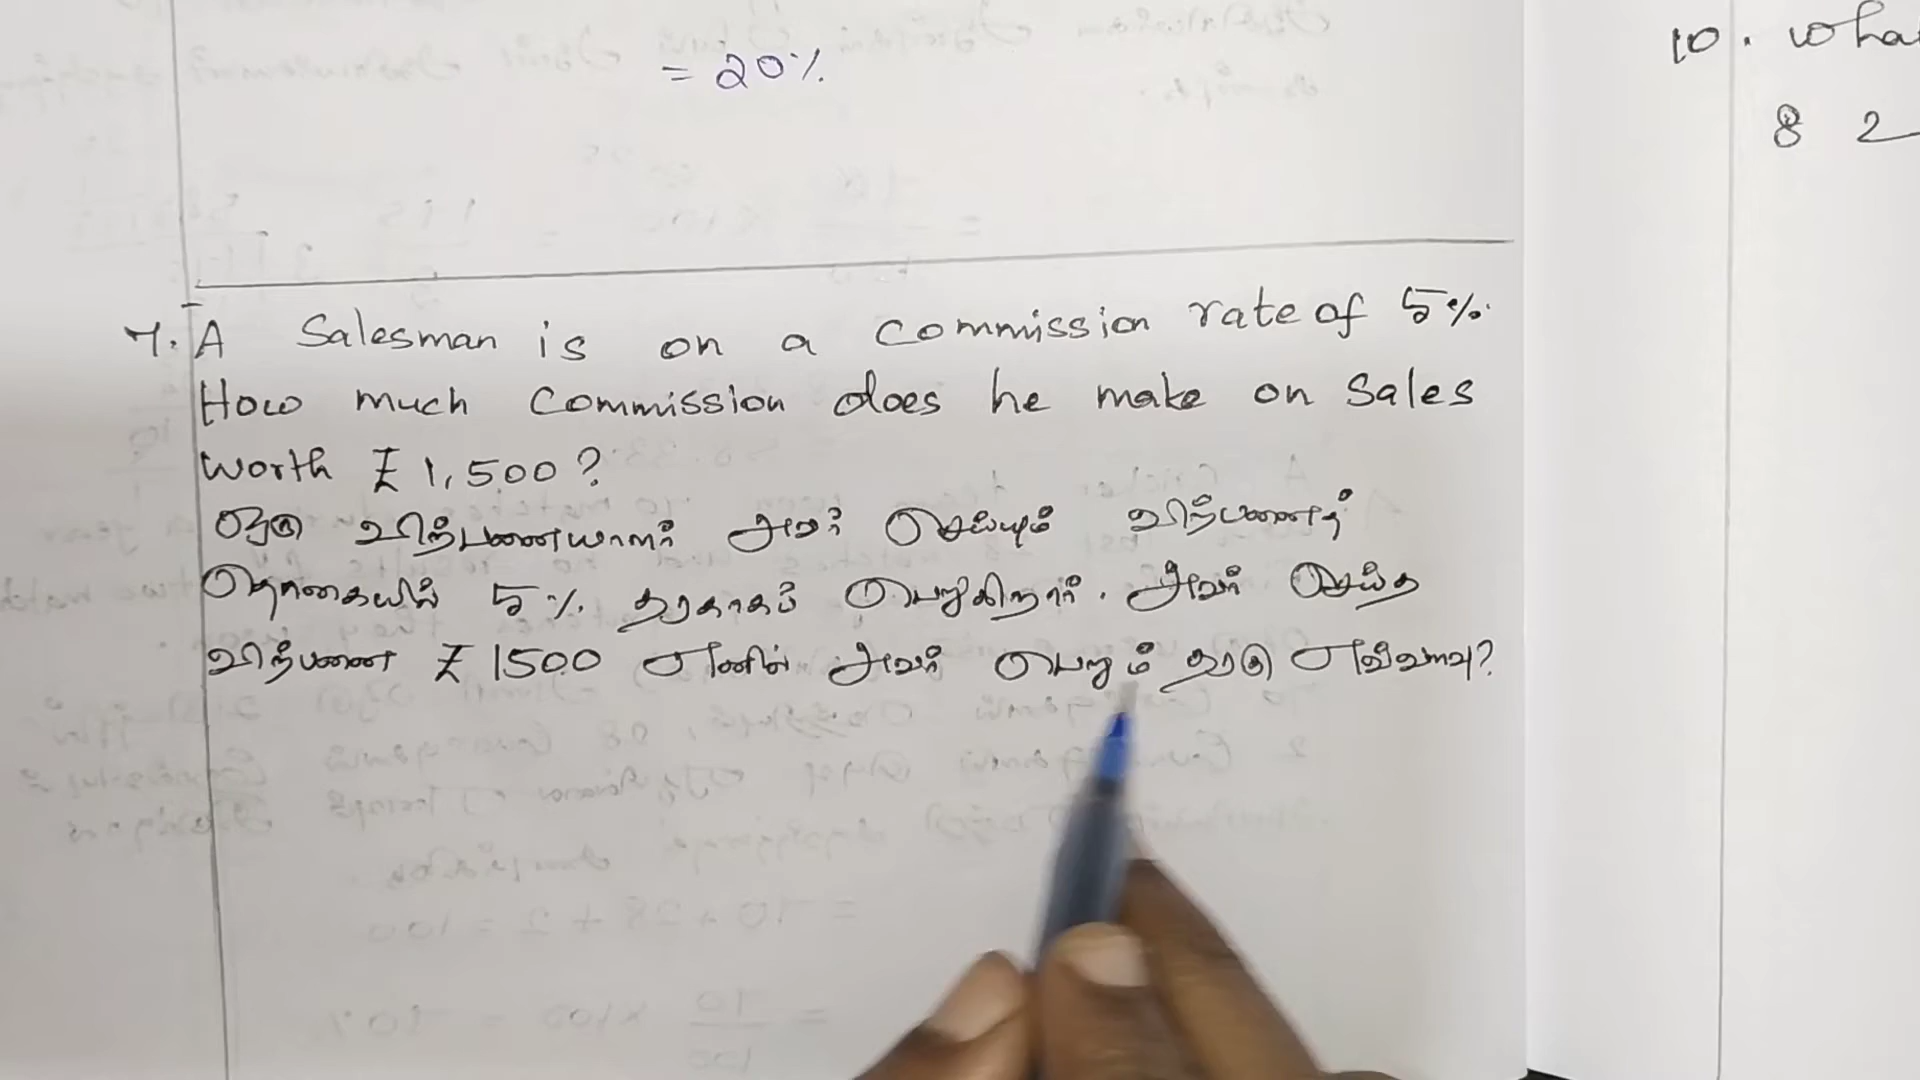 = 20%
7. A Salesman is on a Commission rate of 5%.
How much Commission does he make on Sales
worth ₹ 1,500?
ஒரு விற்பனையாளர் அவர் செய்யும் விற்பனைத்
தொகையில் 5% தரகாகப் பெறுகிறார். அவர் செய்த
விற்பனை ₹ 1500 எனில் அவர் பெறும் தரகு எவ்வளவு?
10. wha
8 2